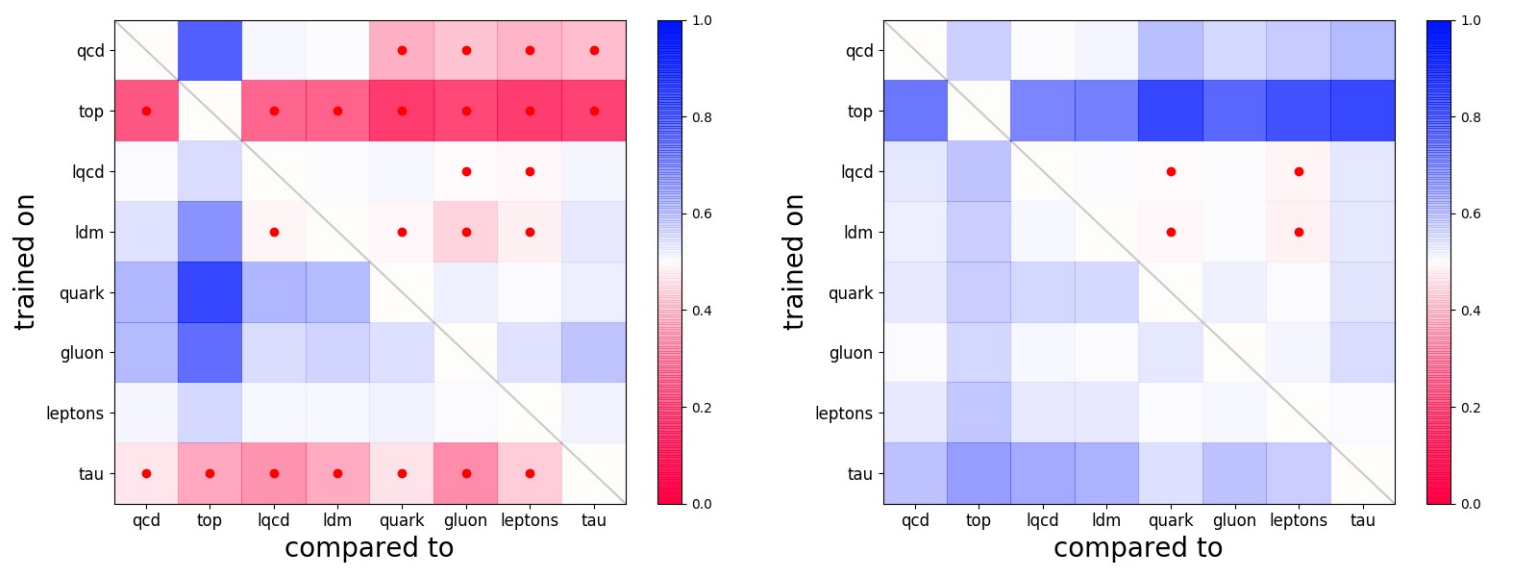 trained on
qcd
top
lqcd
ldm
quark
gluon
leptons
tau
qcd top lqcd ldm quark gluon leptons tau
compared to
1.0
0.8
0.6
0.4
0.2
0.0
trained on
qcd
top
lqcd
ldm
quark
gluon
leptons
tau
qcd top lqcd ldm quark gluon leptons tau
compared to
1.0
0.8
0.6
0.4
0.2
0.0